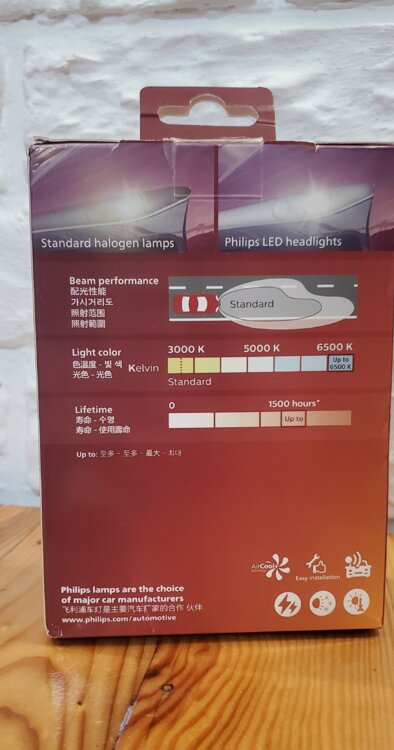 Standard halogen lamps
Philips LED headlights
Beam performance
配光性能
가시거리도
照射范围
照射範圍
Standard
Light color
色溫度 - 빛 색
光色 - 光色
Kelvin
3000 K 5000 K 6500 K
Up to
6500 K
Standard
Lifetime
寿命 - 수명
寿命 - 使用壽命
0 1500 hours*
Up to
Up to: 至多 - 至多 - 最大 - 최대
AirCool
Easy installation
Philips lamps are the choice
of major car manufacturers
飞利浦车灯是主要汽车厂家的合作 伙伴
www.philips.com/automotive